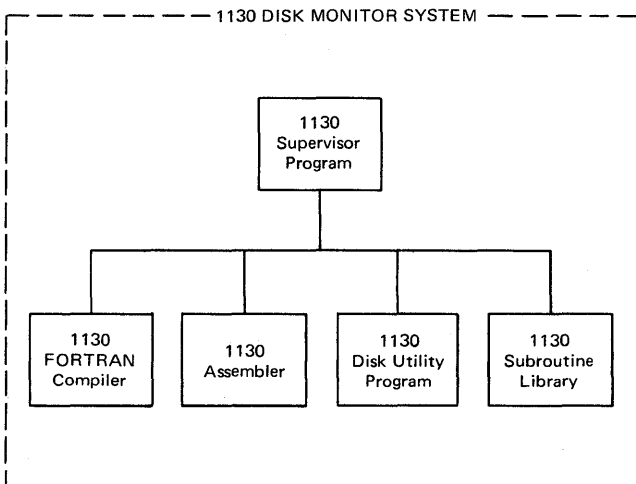 1130 DISK MONITOR SYSTEM
1130
Supervisor
Program
1130
FORTRAN
Compiler
1130
Assembler
1130
Disk Utility
Program
1130
Subroutine
Library